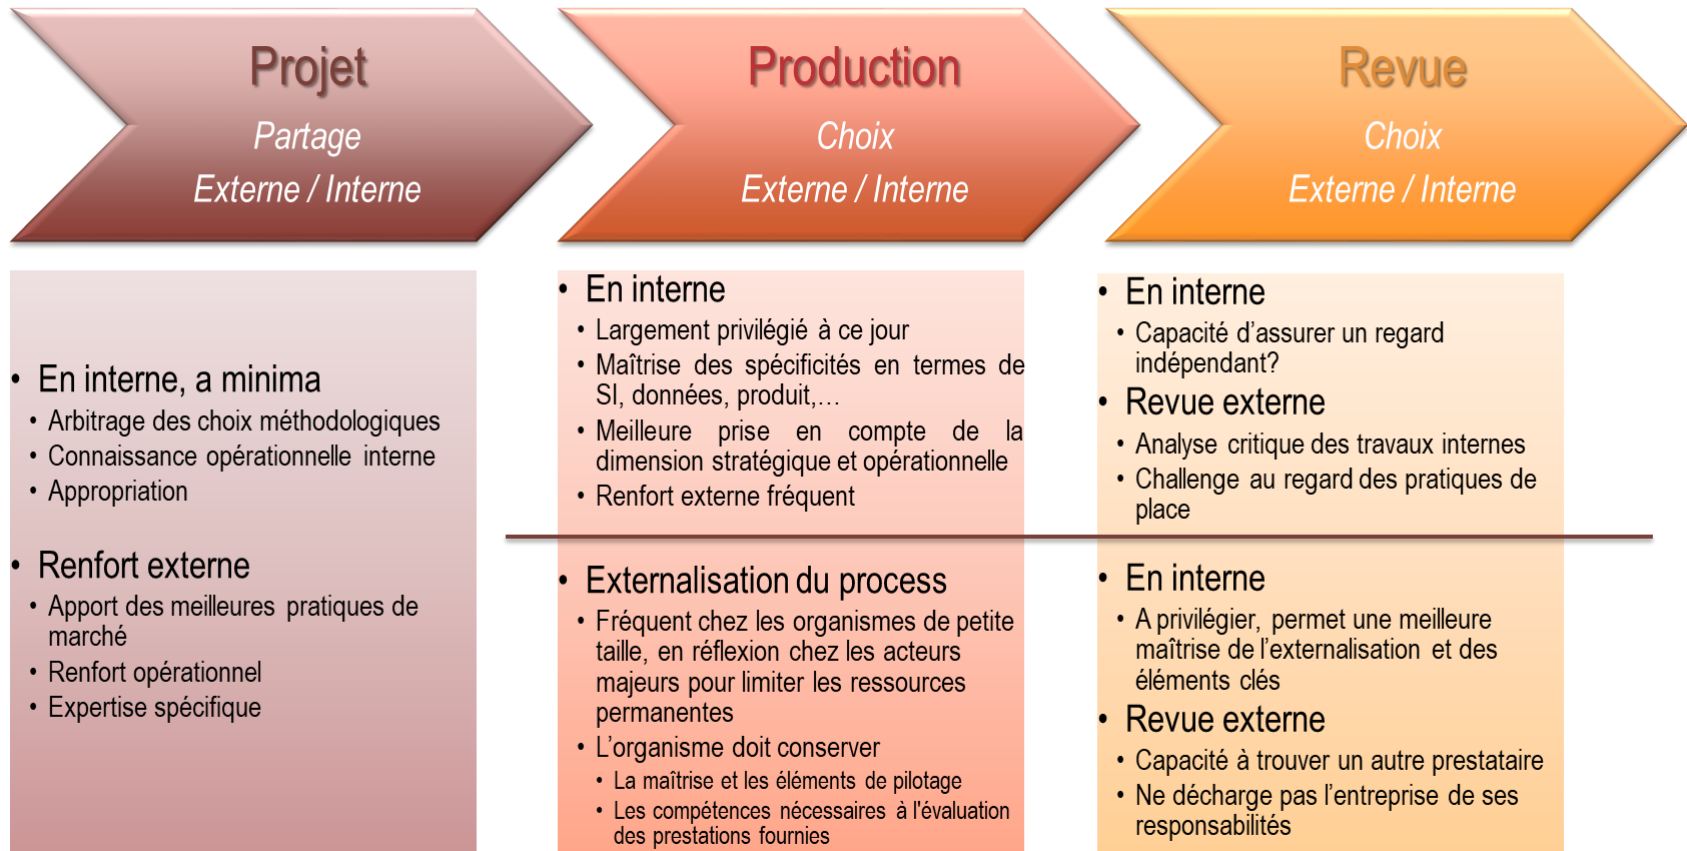 Projet
Partage
Externe / Interne
• En interne, a minima
• Arbitrage des choix méthodologiques
• Connaissance opérationnelle interne
• Appropriation
• Renfort externe
• Apport des meilleures pratiques de
marché
• Renfort opérationnel
• Expertise spécifique
Production
Choix
Externe / Interne
• En interne
• Largement privilégié à ce jour
• Maîtrise des spécificités en termes de
SI, données, produit,…
• Meilleure prise en compte de la
dimension stratégique et opérationnelle
• Renfort externe fréquent
• Externalisation du process
• Fréquent chez les organismes de petite
taille, en réflexion chez les acteurs
majeurs pour limiter les ressources
permanentes
• L’organisme doit conserver
• La maîtrise et les éléments de pilotage
• Les compétences nécessaires à l'évaluation
des prestations fournies
Revue
Choix
Externe / Interne
• En interne
• Capacité d’assurer un regard
indépendant?
• Revue externe
• Analyse critique des travaux internes
• Challenge au regard des pratiques de
place
• En interne
• A privilégier, permet une meilleure
maîtrise de l’externalisation et des
éléments clés
• Revue externe
• Capacité à trouver un autre prestataire
• Ne décharge pas l’entreprise de ses
responsabilités